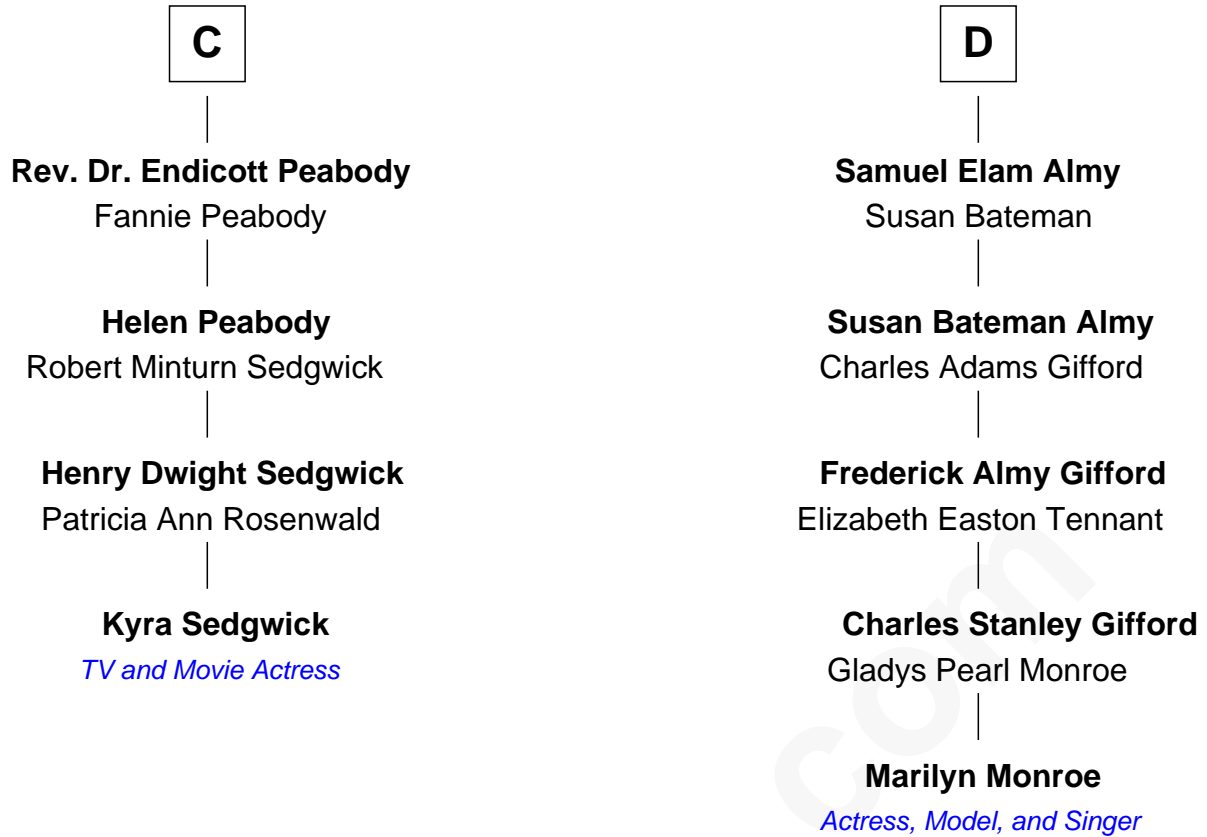 C
Rev. Dr. Endicott Peabody
Fannie Peabody
Helen Peabody
Robert Minturn Sedgwick
Henry Dwight Sedgwick
Patricia Ann Rosenwald
Kyra Sedgwick
TV and Movie Actress
D
Samuel Elam Almy
Susan Bateman
Susan Bateman Almy
Charles Adams Gifford
Frederick Almy Gifford
Elizabeth Easton Tennant
Charles Stanley Gifford
Gladys Pearl Monroe
Marilyn Monroe
Actress, Model, and Singer
com